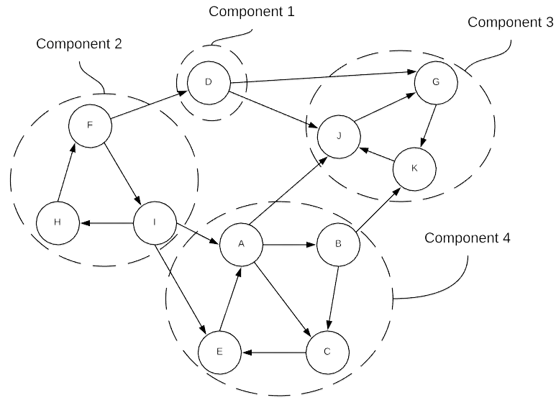 Component 1
Component 3
Component 2
D
G
F
J
K
H
I
A
B
Component 4
E
C